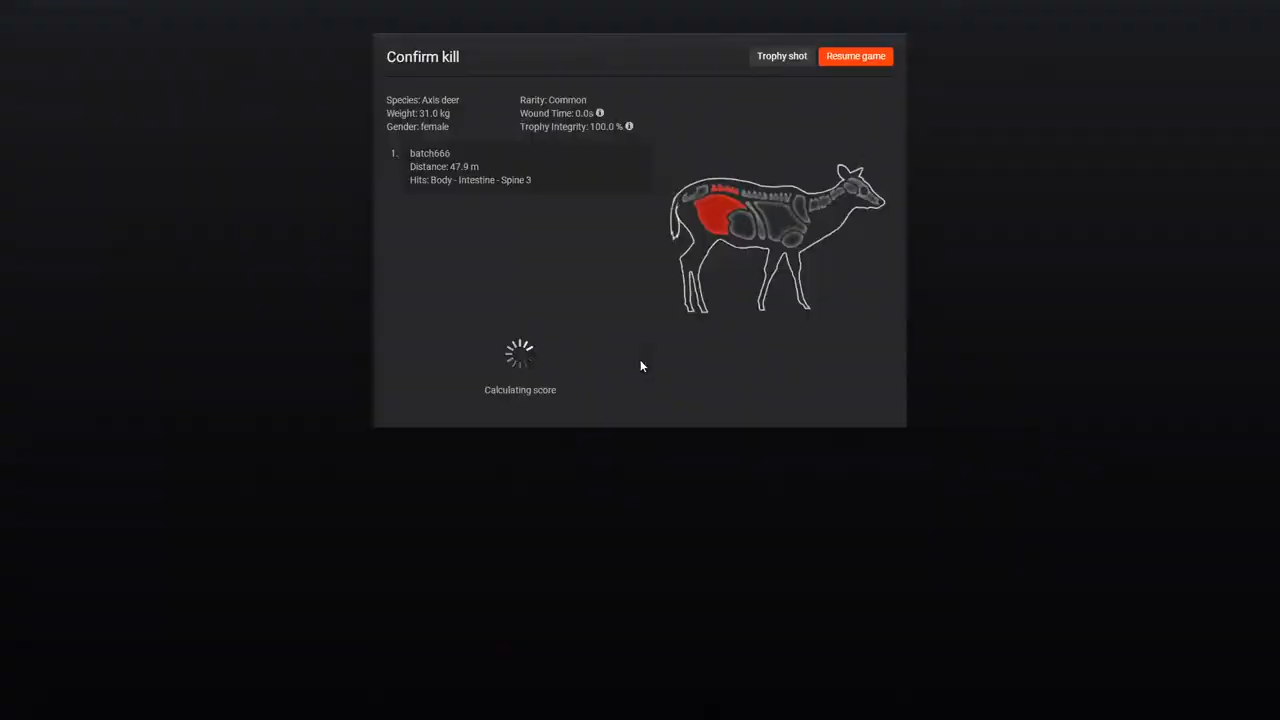 Confirm kill
Trophy shot
Resume game
Species: Axis deer
Weight: 31.0 kg
Gender: female
Rarity: Common
Wound Time: 0.0s
Trophy Integrity: 100.0 %
1. batch666
Distance: 47.9 m
Hits: Body - Intestine - Spine 3
Calculating score